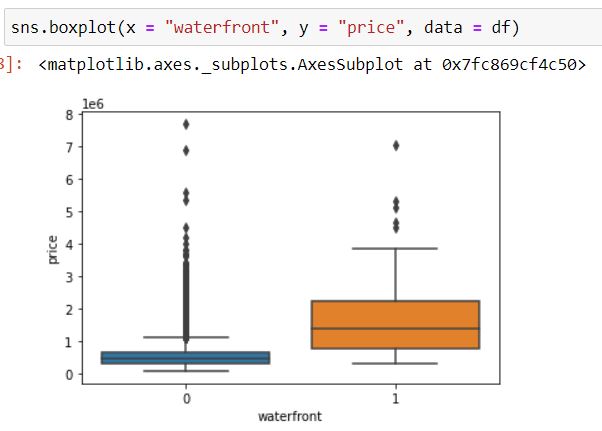 sns.boxplot(x = "waterfront", y = "price", data = df)
8]: <matplotlib.axes._subplots.AxesSubplot at 0x7fc869cf4c50>
1e6
8
7
6
5
4
3
2
1
0
price
0 1
waterfront